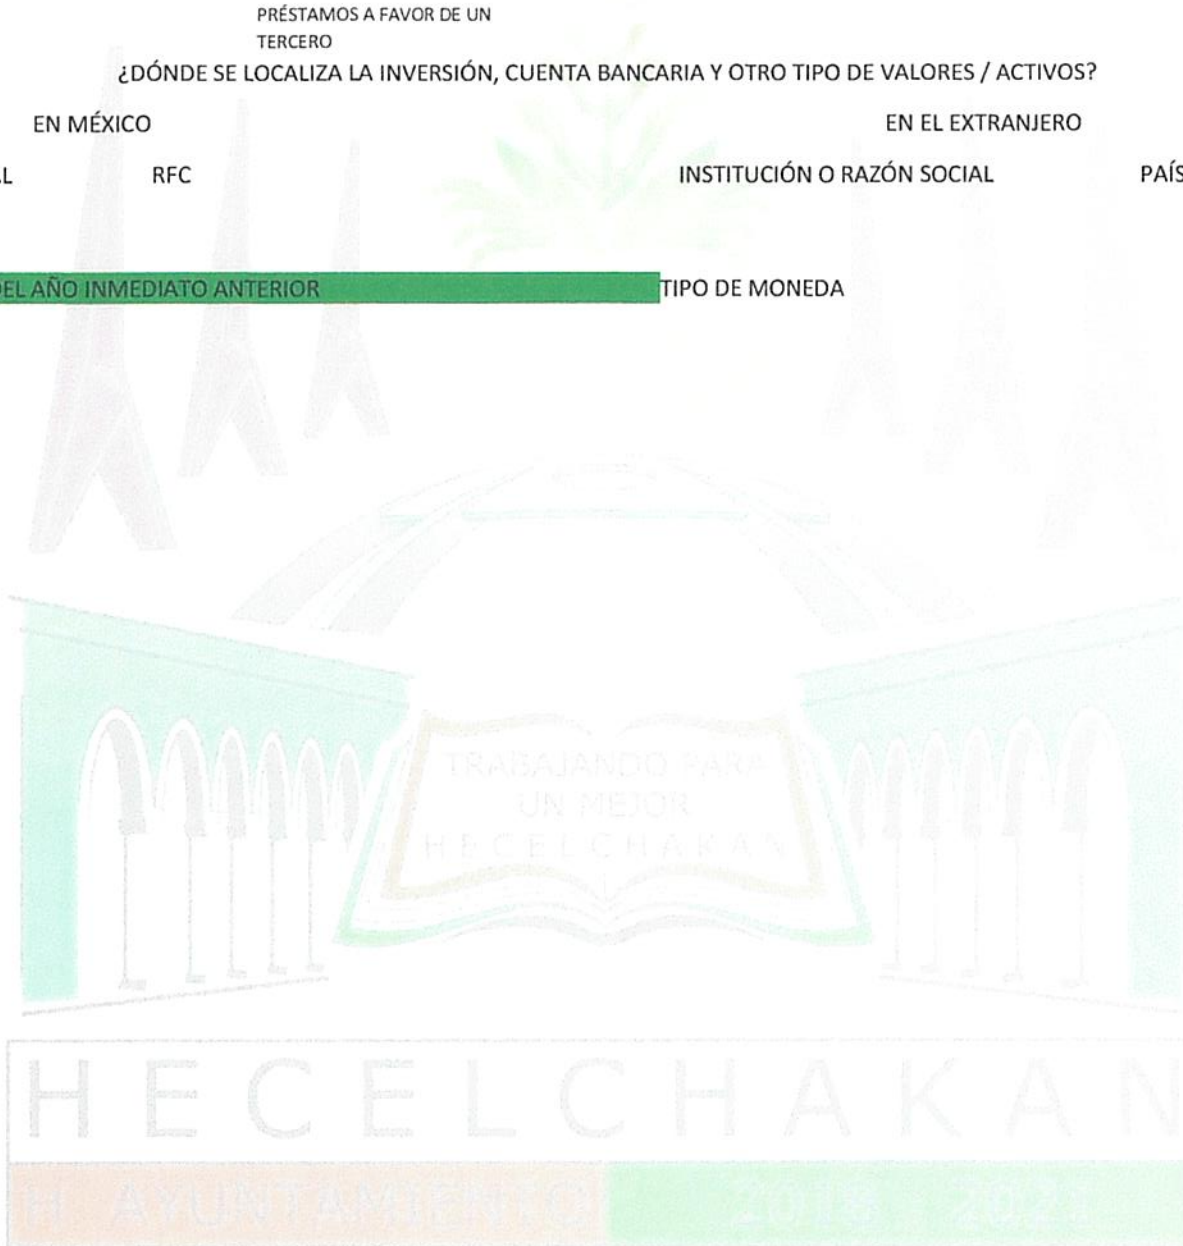 PRÉSTAMOS A FAVOR DE UN
TERCERO
¿DÓNDE SE LOCALIZA LA INVERSIÓN, CUENTA BANCARIA Y OTRO TIPO DE VALORES / ACTIVOS?
EN MÉXICO EN EL EXTRANJERO
RFC INSTITUCIÓN O RAZÓN SOCIAL PAÍS
DEL AÑO INMEDIATO ANTERIOR TIPO DE MONEDA
TRABAJANDO PARA
UN MEJOR
HECELCHAKAN
HECELCHAKAN
H AYUNTAMIENTO 2018 2021